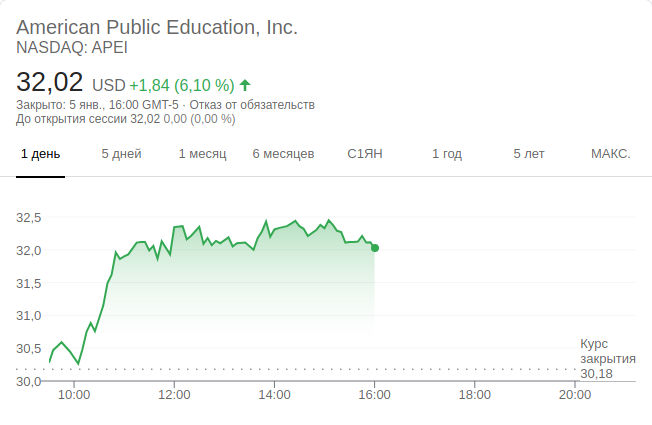 American Public Education, Inc.
NASDAQ: APEI
32,02 USD +1,84 (6,10 %)
Закрыто: 5 янв., 16:00 GMT-5 · Отказ от обязательств
До открытия сессии 32,02 0,00 (0,00 %)
1 день 5 дней 1 месяц 6 месяцев С1ЯН 1 год 5 лет МАКС.
32,5
32,0
31,5
31,0
30,5
30,0
Курс
закрытия
30,18
10:00 12:00 14:00 16:00 18:00 20:00